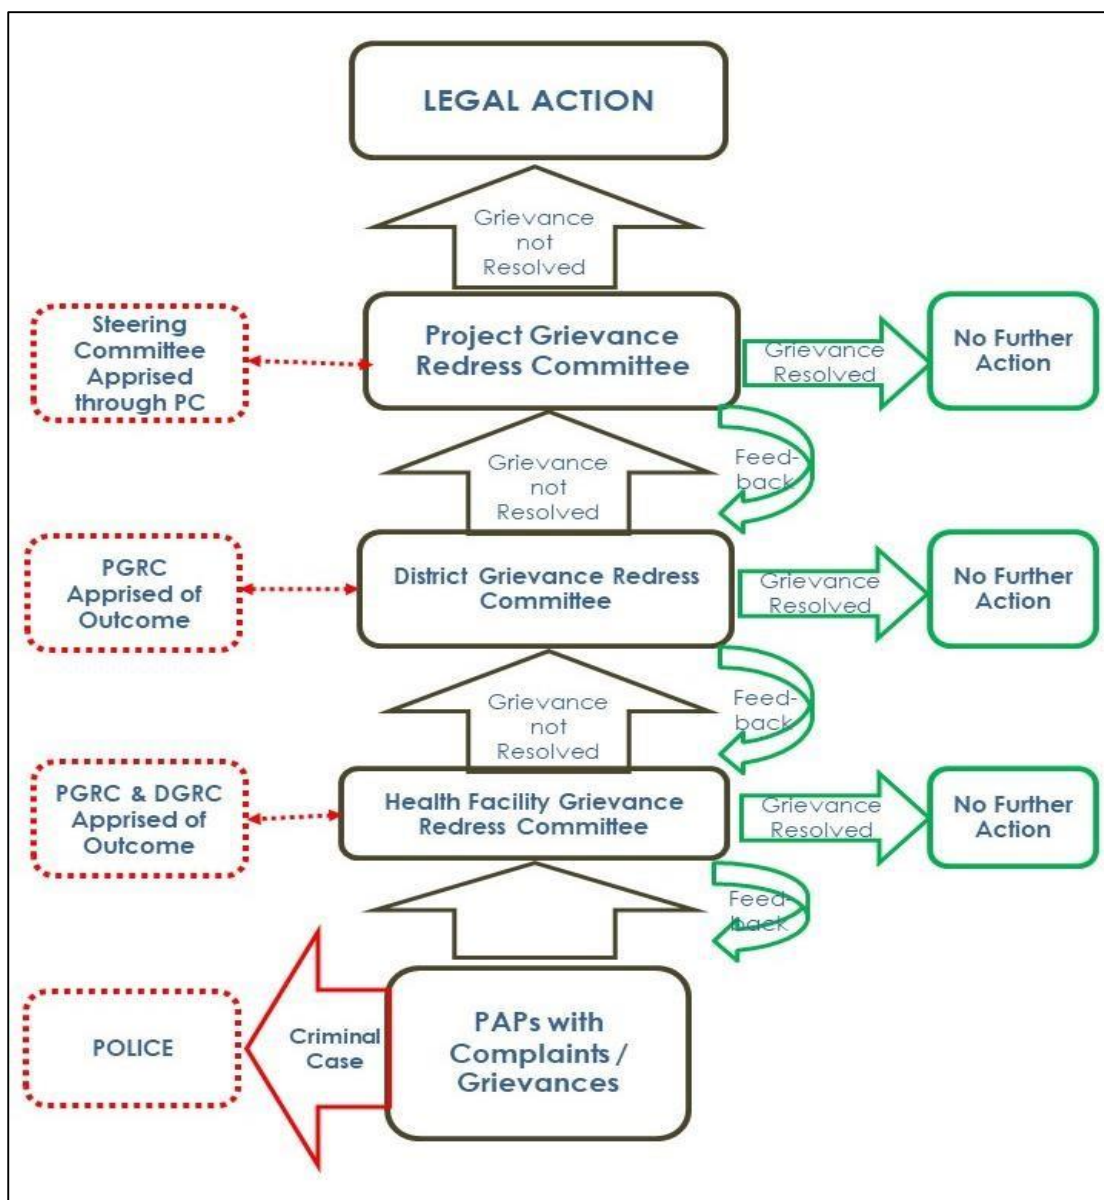 LEGAL ACTION
Grievance
not
Resolved
Steering
Committee
Apprised
through PC
Project Grievance
Redress Committee
Grievance
Resolved
No Further
Action
Grievance
not
Resolved
Feed-
back
PGRC
Apprised of
Outcome
District Grievance Redress
Committee
Grievance
Resolved
No Further
Action
Grievance
not
Resolved
Feed-
back
PGRC & DGRC
Apprised of
Outcome
Health Facility Grievance
Redress Committee
Grievance
Resolved
No Further
Action
Feed-
back
POLICE
Criminal
Case
PAPs with
Complaints /
Grievances